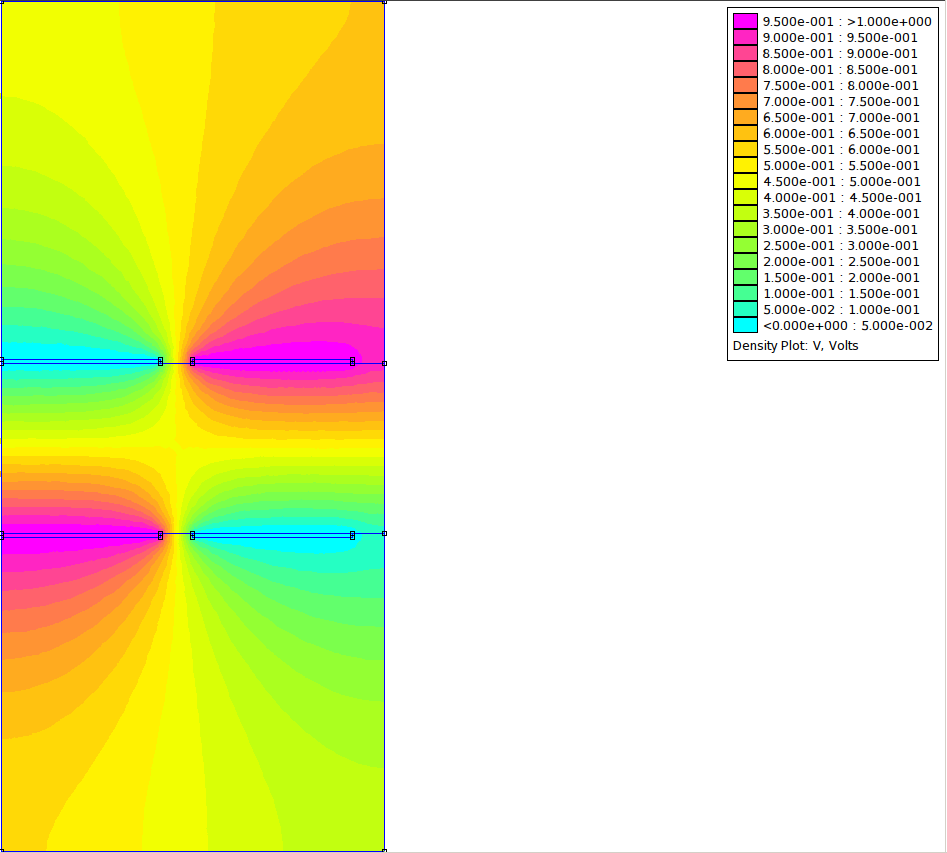 9.500e-001 : >1.000e+000
9.000e-001 : 9.500e-001
8.500e-001 : 9.000e-001
8.000e-001 : 8.500e-001
7.500e-001 : 8.000e-001
7.000e-001 : 7.500e-001
6.500e-001 : 7.000e-001
6.000e-001 : 6.500e-001
5.500e-001 : 6.000e-001
5.000e-001 : 5.500e-001
4.500e-001 : 5.000e-001
4.000e-001 : 4.500e-001
3.500e-001 : 4.000e-001
3.000e-001 : 3.500e-001
2.500e-001 : 3.000e-001
2.000e-001 : 2.500e-001
1.500e-001 : 2.000e-001
1.000e-001 : 1.500e-001
5.000e-002 : 1.000e-001
<0.000e+000 : 5.000e-002
Density Plot: V, Volts